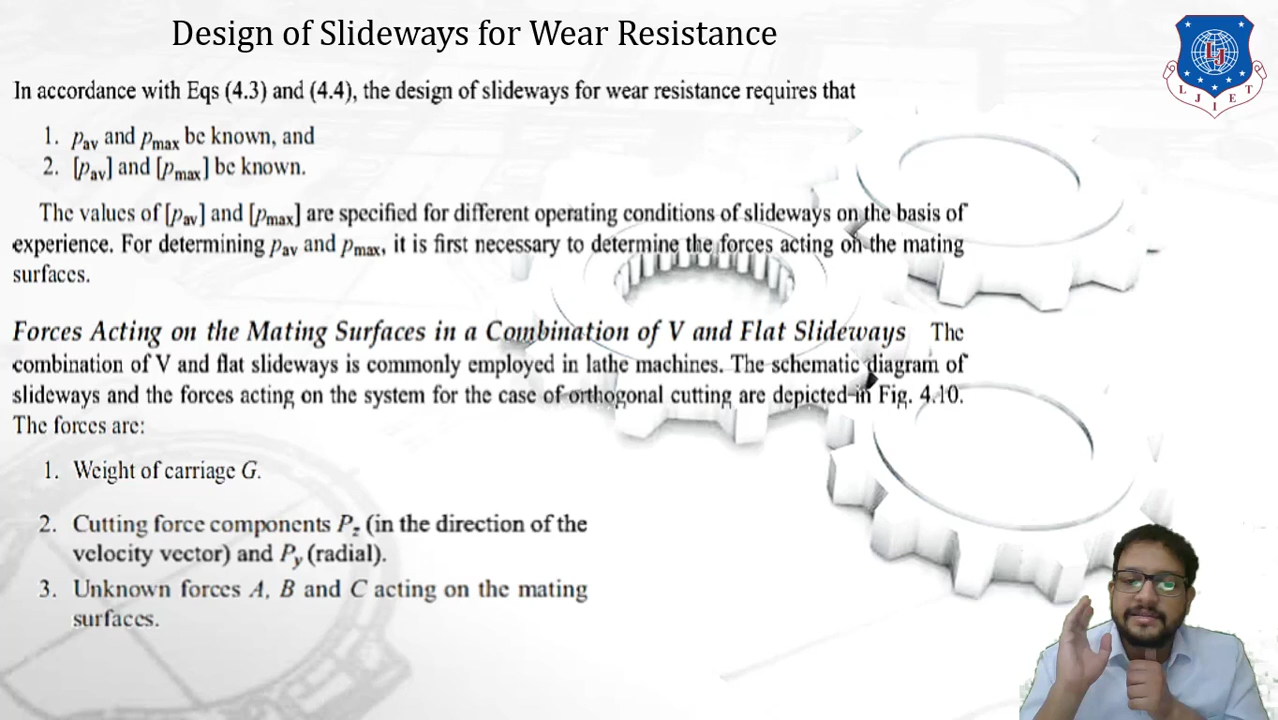 Design of Slideways for Wear Resistance
In accordance with Eqs (4.3) and (4.4), the design of slideways for wear resistance requires that
1. pav and pmax be known, and
2. [pav] and [pmax] be known.
The values of [pav] and [pmax] are specified for different operating conditions of slideways on the basis of
experience. For determining pav and pmax, it is first necessary to determine the forces acting on the mating
surfaces.
Forces Acting on the Mating Surfaces in a Combination of V and Flat Slideways The
combination of V and flat slideways is commonly employed in lathe machines. The schematic diagram of
slideways and the forces acting on the system for the case of orthogonal cutting are depicted in Fig. 4.10.
The forces are:
1. Weight of carriage G.
2. Cutting force components Pz (in the direction of the
velocity vector) and Py (radial).
3. Unknown forces A, B and C acting on the mating
surfaces.
LJ
LJIET